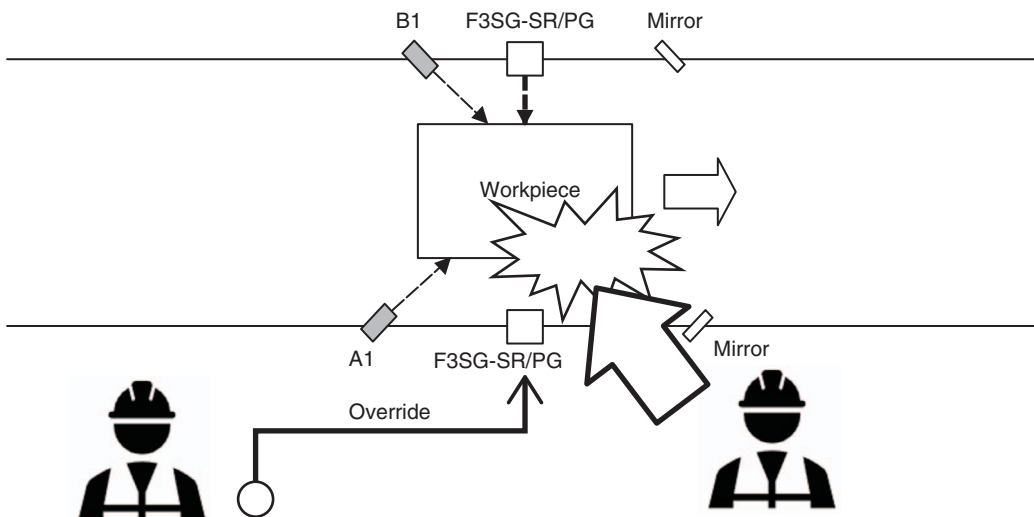 B1
F3SG-SR/PG
Mirror
Workpiece
A1
F3SG-SR/PG
Mirror
Override